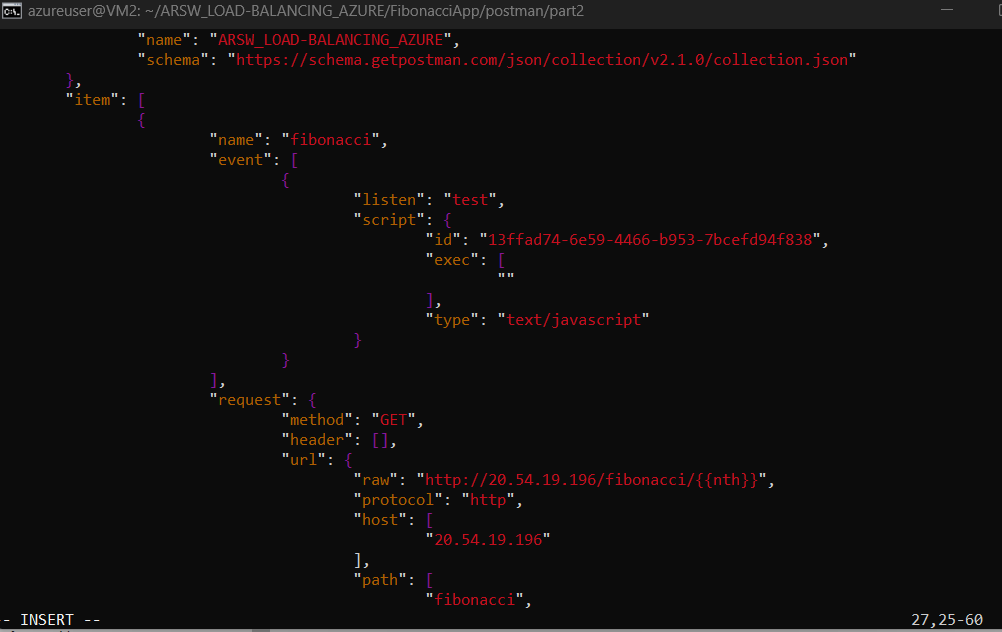 azureuser@VM2: ~/ARSW_LOAD-BALANCING_AZURE/FibonacciApp/postman/part2
"name": "ARSW_LOAD-BALANCING_AZURE",
"schema": "https://schema.getpostman.com/json/collection/v2.1.0/collection.json"
},
"item": [
{
"name": "fibonacci",
"event": [
{
"listen": "test",
"script": {
"id": "13ffad74-6e59-4466-b953-7bcefd94f838",
"exec": [
""
],
"type": "text/javascript"
}
}
],
"request": {
"method": "GET",
"header": [],
"url": {
"raw": "http://20.54.19.196/fibonacci/{{nth}}",
"protocol": "http",
"host": [
"20.54.19.196"
],
"path": [
"fibonacci",
-- INSERT -- 27,25-60